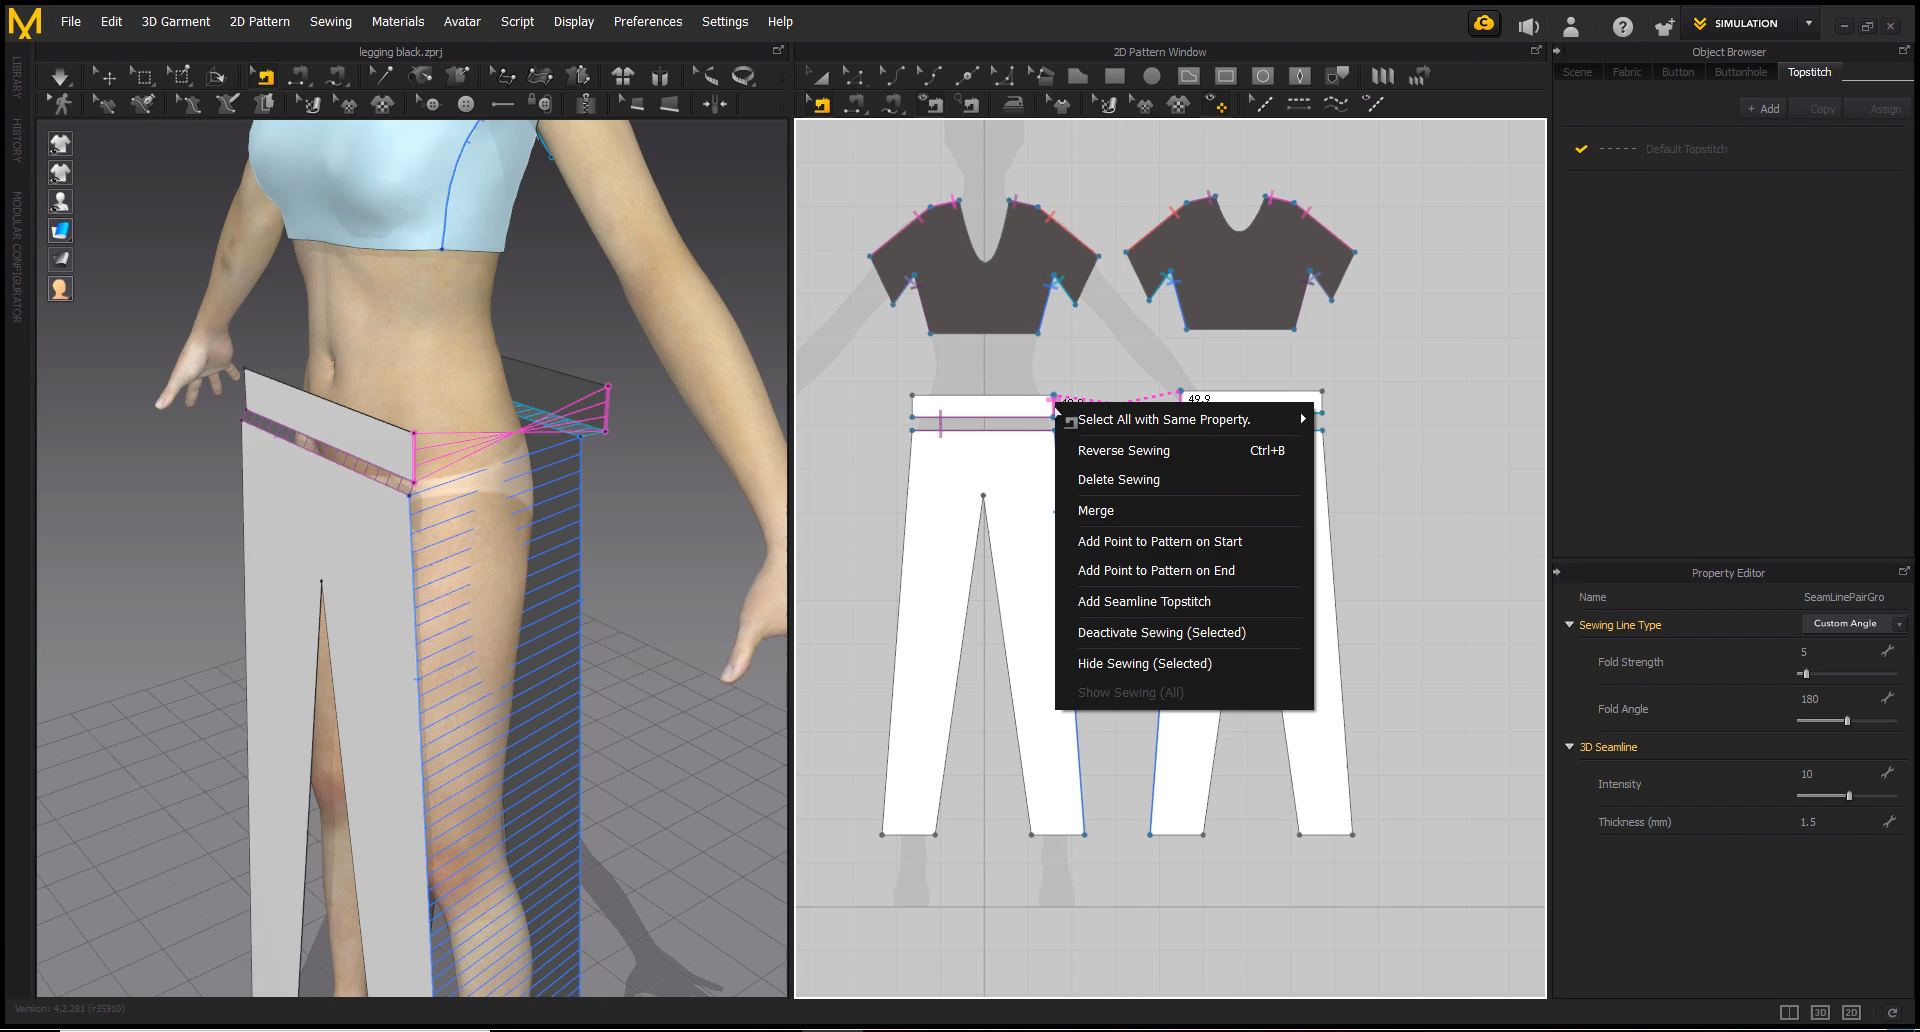 File Edit 3D Garment 2D Pattern Sewing Materials Avatar Script Display Preferences Settings Help
SIMULATION
legging black.zprj
2D Pattern Window
Object Browser
Scene Fabric Button Buttonhole Topstitch
+ Add Copy Assign
Default Topstitch
LIBRARY
HISTORY
MODULAR CONFIGURATOR
49.9
Select All with Same Property.
Reverse Sewing Ctrl+B
Delete Sewing
Merge
Add Point to Pattern on Start
Add Point to Pattern on End
Add Seamline Topstitch
Deactivate Sewing (Selected)
Hide Sewing (Selected)
Show Sewing (All)
Property Editor
Name SeamLinePairGro
Sewing Line Type Custom Angle
Fold Strength 5
Fold Angle 180
3D Seamline
Intensity 10
Thickness (mm) 1.5
Version: 4.2.281 (r35910)
3D 2D